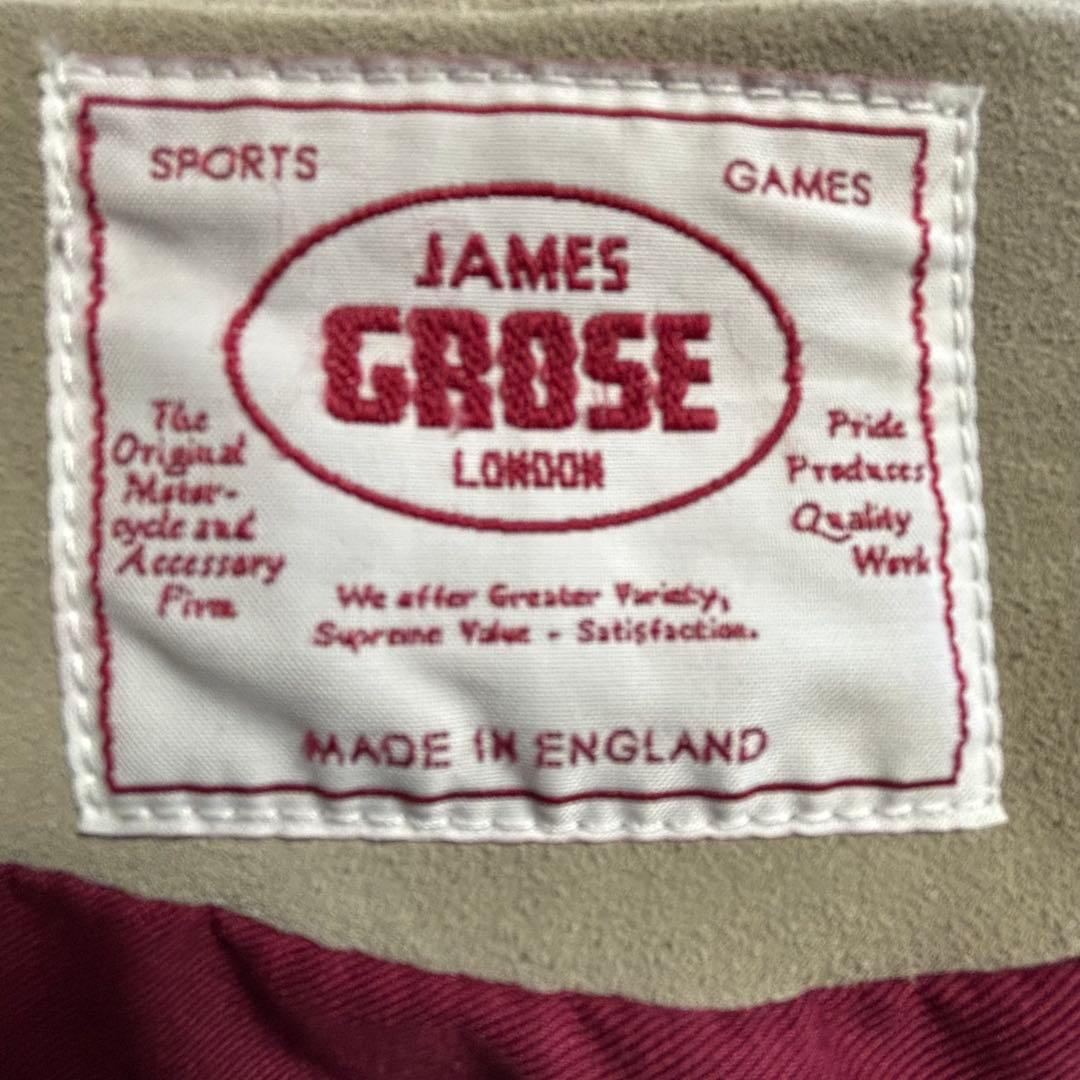 SPORTS
GAMES
JAMES
GROSE
LONDON
The
Original
Motor-
cycle and
Accessory
Firm
Pride
Produces
Quality
Work
We offer Greater Variety,
Supreme Value - Satisfaction.
MADE IN ENGLAND